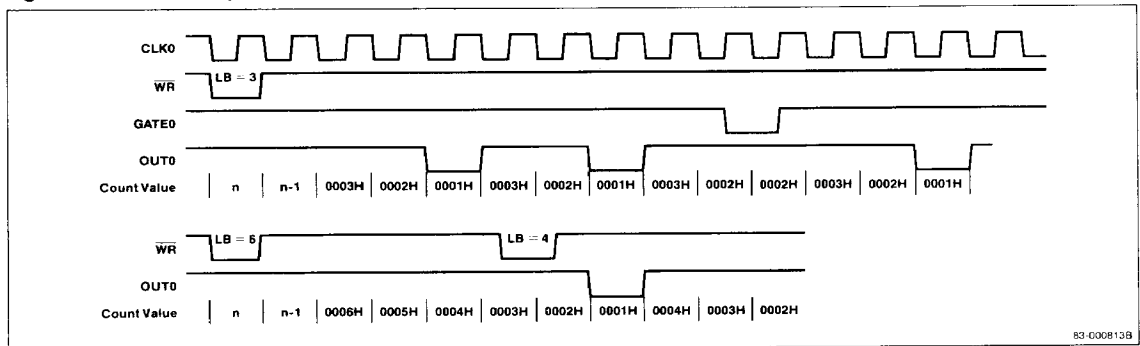 CLK0
WR LB = 3
GATE0
OUT0
Count Value n n-1 0003H 0002H 0001H 0003H 0002H 0001H 0003H 0002H 0002H 0003H 0002H 0001H
WR LB = 6 LB = 4
OUT0
Count Value n n-1 0006H 0005H 0004H 0003H 0002H 0001H 0004H 0003H 0002H
83-000813B